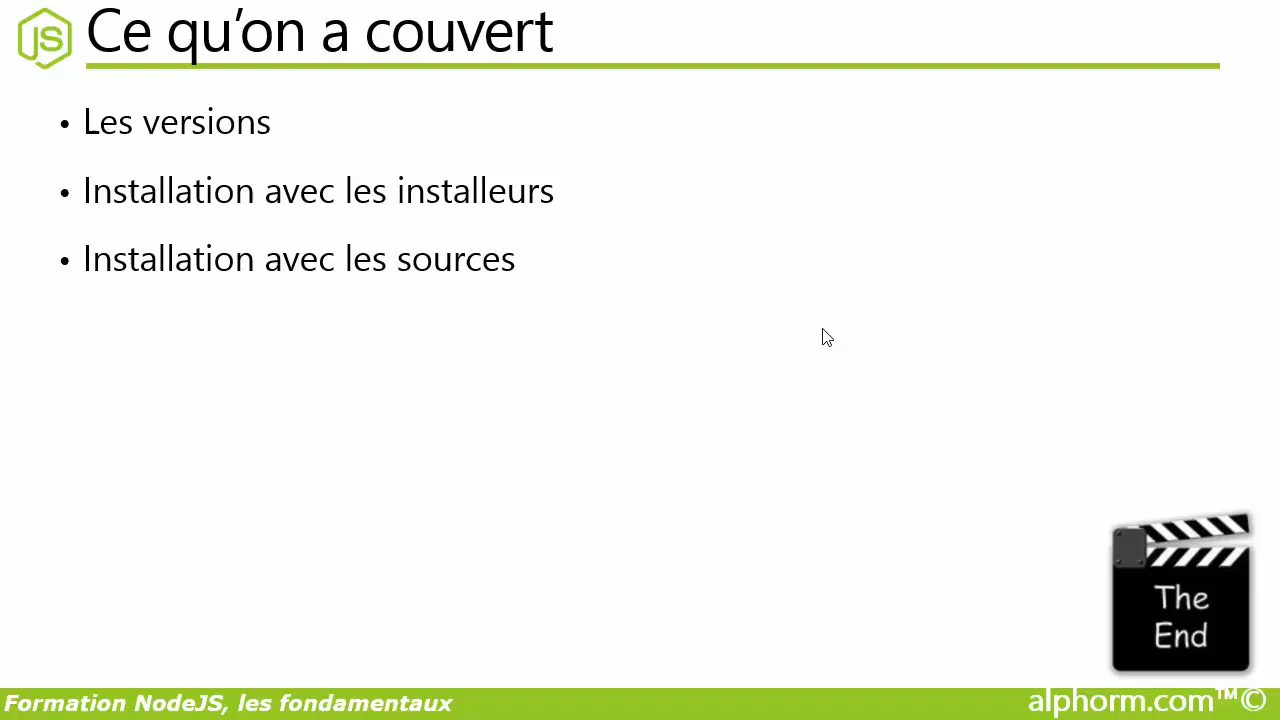 JS
Ce qu’on a couvert
• Les versions
• Installation avec les installeurs
• Installation avec les sources
The
End
Formation NodeJS, les fondamentaux
alphorm.com™©